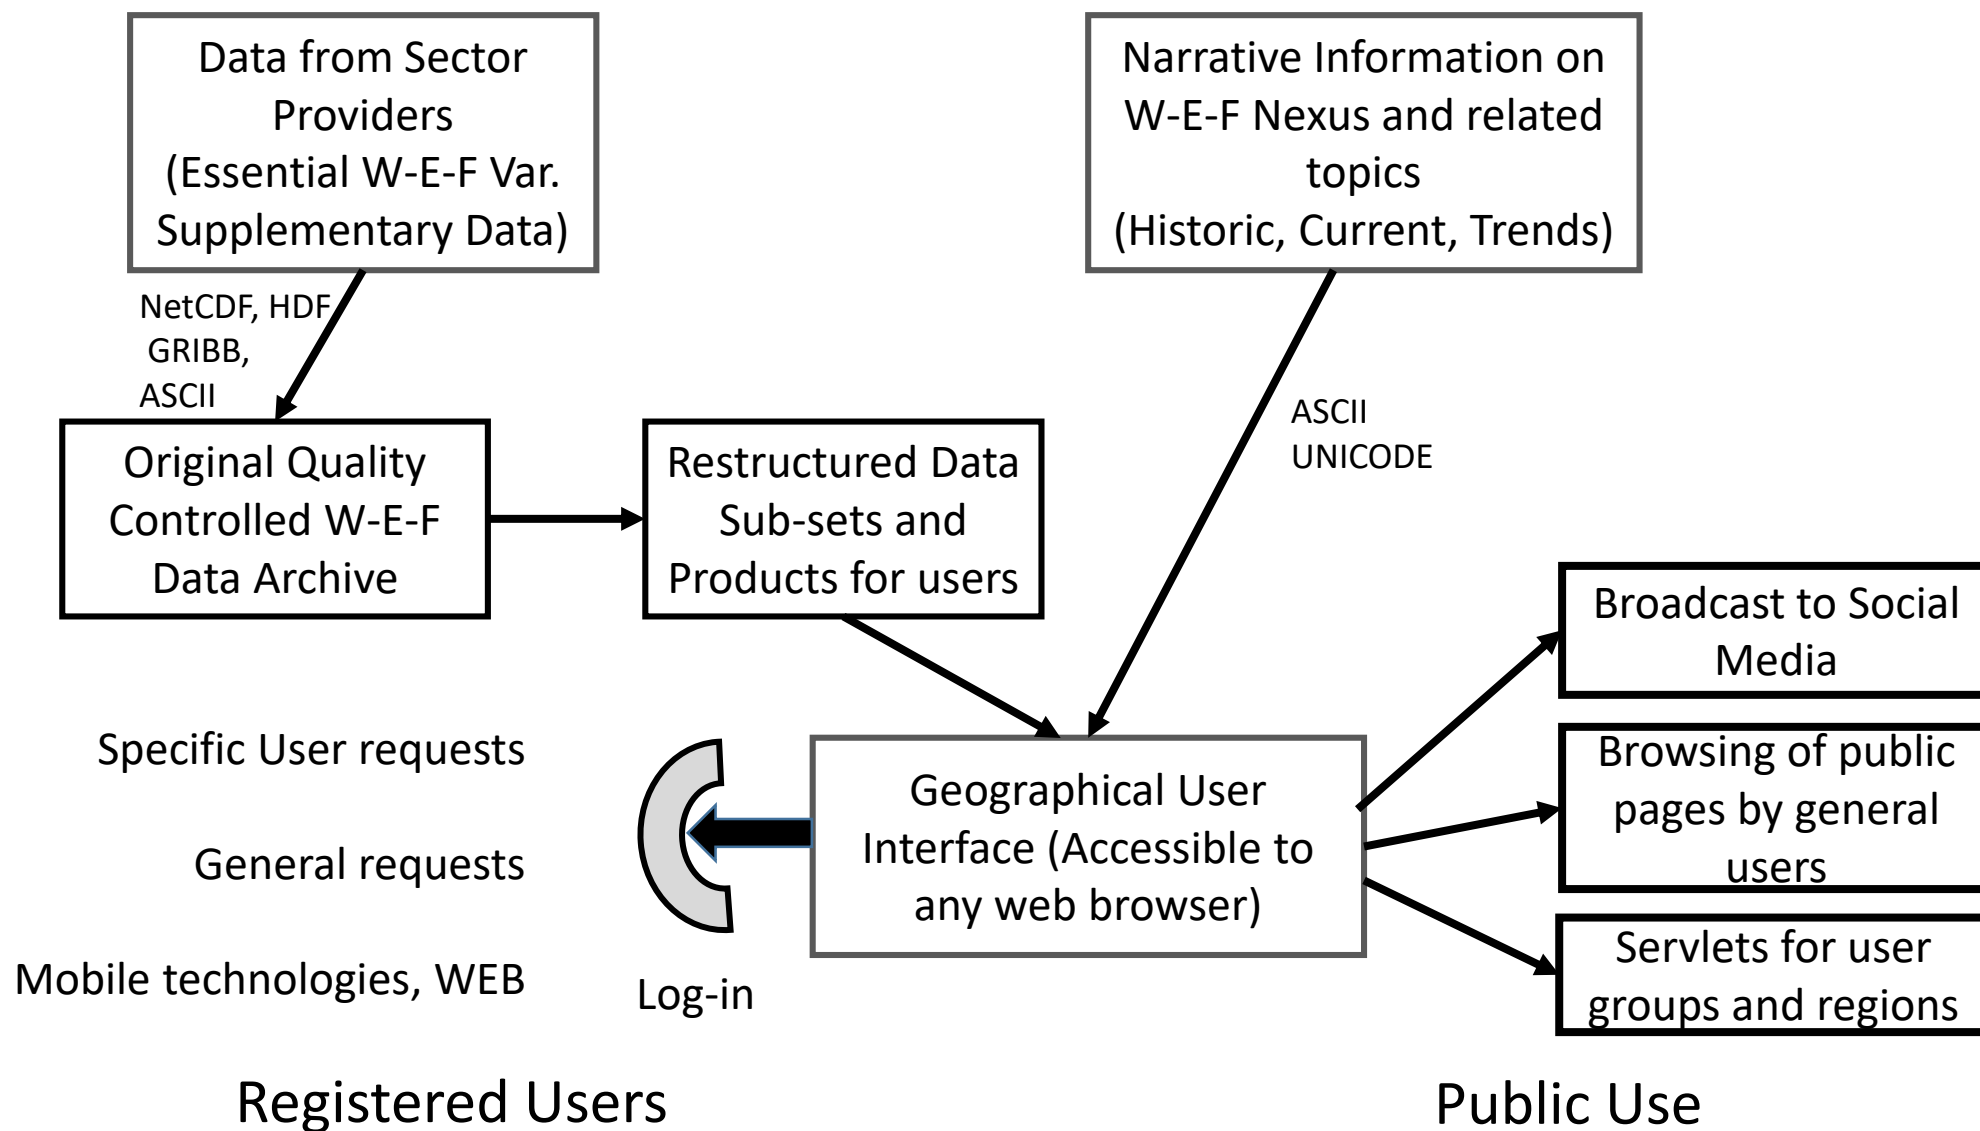 Data from Sector
Providers
(Essential W-E-F Var.
Supplementary Data)
Narrative Information on
W-E-F Nexus and related
topics
(Historic, Current, Trends)
NetCDF, HDF
GRIBB,
ASCII
ASCII
UNICODE
Original Quality
Controlled W-E-F
Data Archive
Restructured Data
Sub-sets and
Products for users
Broadcast to Social
Media
Specific User requests
General requests
Mobile technologies, WEB
Log-in
Geographical User
Interface (Accessible to
any web browser)
Browsing of public
pages by general
users
Servlets for user
groups and regions
Registered Users
Public Use